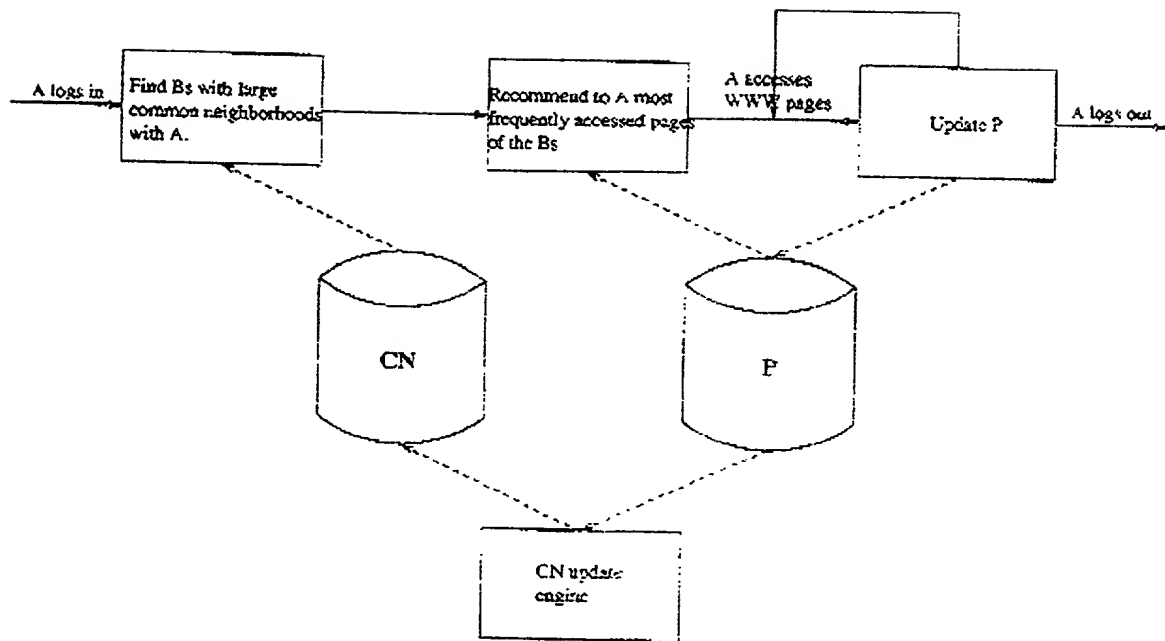 A logs in
Find Bs with large
common neighborhoods
with A.
Recommend to A most
frequently accessed pages
of the Bs
A accesses
WWW pages
Update P
A logs out
CN
P
CN update
engine